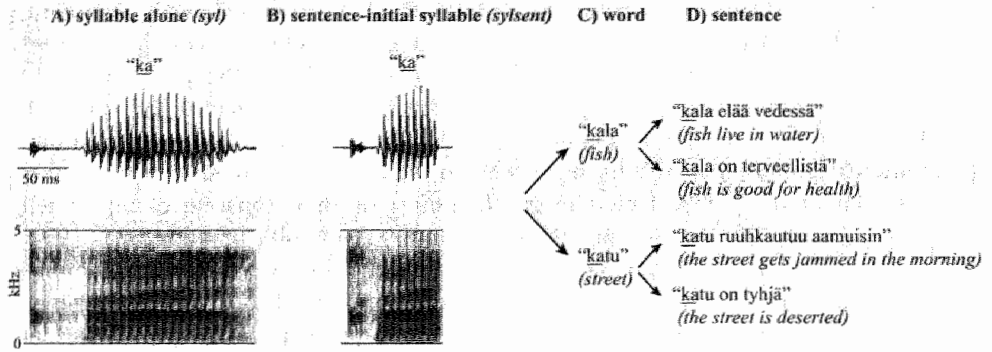 A) syllable alone (syl)
B) sentence-initial syllable (sylsent)
C) word
D) sentence
“ka”
“ka”
50 ms
5
kHz
0
“kala”
(fish)
“katu”
(street)
“kala elää vedessä”
(fish live in water)
“kala on terveellistä”
(fish is good for health)
“katu ruuhkautuu aamuisin”
(the street gets jammed in the morning)
“katu on tyhjä”
(the street is deserted)